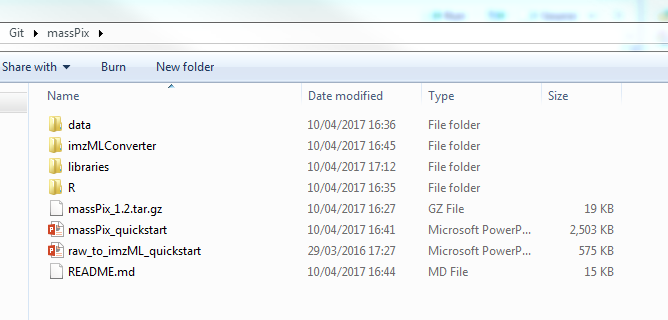 Git massPix
Share with Burn New folder
Name Date modified Type Size
data 10/04/2017 16:36 File folder
imzMLConverter 10/04/2017 16:45 File folder
libraries 10/04/2017 17:12 File folder
R 10/04/2017 16:35 File folder
massPix_1.2.tar.gz 10/04/2017 16:27 GZ File 19 KB
massPix_quickstart 10/04/2017 16:41 Microsoft PowerP... 2,503 KB
raw_to_imzML_quickstart 29/03/2016 17:27 Microsoft PowerP... 575 KB
README.md 10/04/2017 16:44 MD File 15 KB